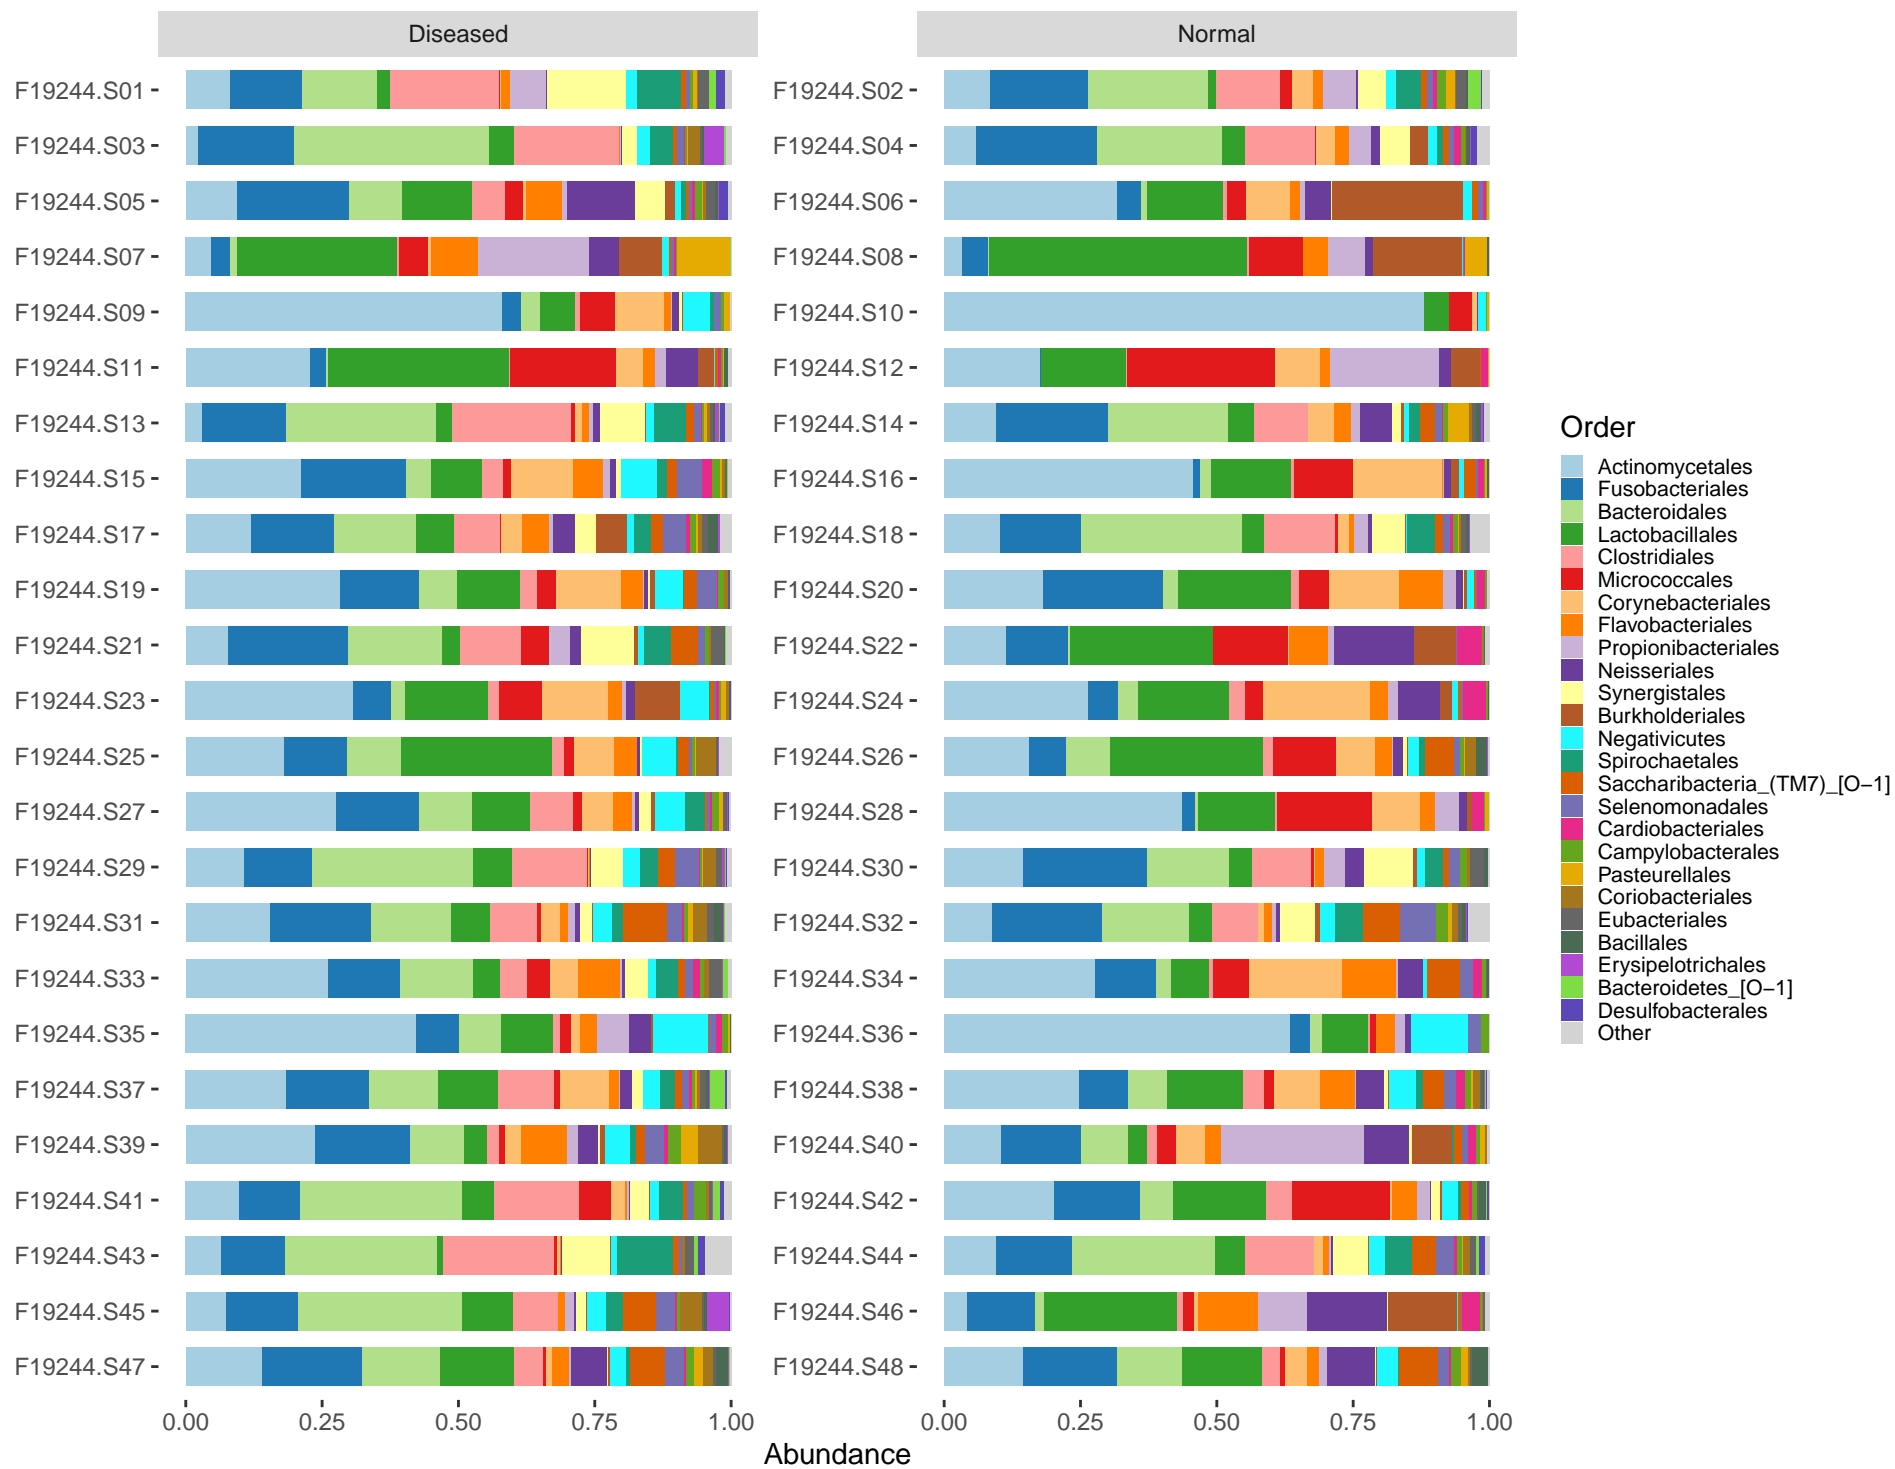 Diseased
Normal
F19244.S01
F19244.S02
F19244.S03
F19244.S04
F19244.S05
F19244.S06
F19244.S07
F19244.S08
F19244.S09
F19244.S10
F19244.S11
F19244.S12
F19244.S13
F19244.S14
F19244.S15
F19244.S16
F19244.S17
F19244.S18
F19244.S19
F19244.S20
F19244.S21
F19244.S22
F19244.S23
F19244.S24
F19244.S25
F19244.S26
F19244.S27
F19244.S28
F19244.S29
F19244.S30
F19244.S31
F19244.S32
F19244.S33
F19244.S34
F19244.S35
F19244.S36
F19244.S37
F19244.S38
F19244.S39
F19244.S40
F19244.S41
F19244.S42
F19244.S43
F19244.S44
F19244.S45
F19244.S46
F19244.S47
F19244.S48
0.00 0.25 0.50 0.75 1.00
0.00 0.25 0.50 0.75 1.00
Abundance
Order
Actinomycetales
Fusobacteriales
Bacteroidales
Lactobacillales
Clostridiales
Micrococcales
Corynebacteriales
Flavobacteriales
Propionibacteriales
Neisseriales
Synergistales
Burkholderiales
Negativicutes
Spirochaetales
Saccharibacteria_(TM7)_[O−1]
Selenomonadales
Cardiobacteriales
Campylobacterales
Pasteurellales
Coriobacteriales
Eubacteriales
Bacillales
Erysipelotrichales
Bacteroidetes_[O−1]
Desulfobacterales
Other